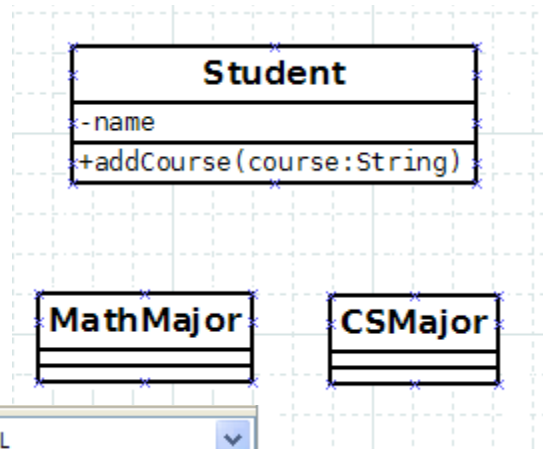 Student
-name
+addCourse(course:String)
MathMajor
CSMajor
L